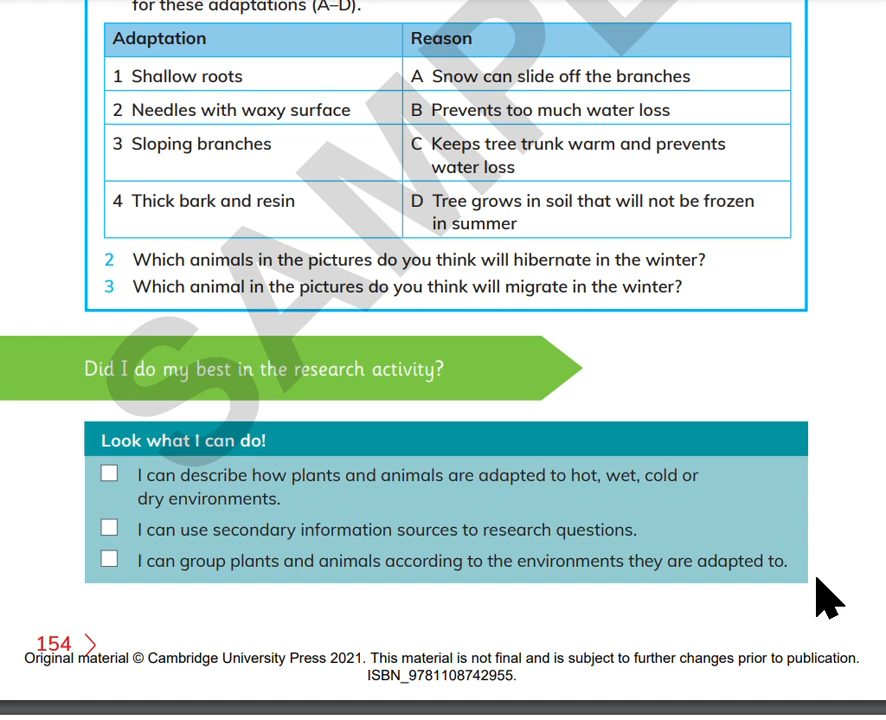 for these adaptations (A–D).
Adaptation Reason
1 Shallow roots A Snow can slide off the branches
2 Needles with waxy surface B Prevents too much water loss
3 Sloping branches C Keeps tree trunk warm and prevents
water loss
4 Thick bark and resin D Tree grows in soil that will not be frozen
in summer
2 Which animals in the pictures do you think will hibernate in the winter?
3 Which animal in the pictures do you think will migrate in the winter?
Did I do my best in the research activity?
Look what I can do!
I can describe how plants and animals are adapted to hot, wet, cold or
dry environments.
I can use secondary information sources to research questions.
I can group plants and animals according to the environments they are adapted to.
154
Original material © Cambridge University Press 2021. This material is not final and is subject to further changes prior to publication.
ISBN_9781108742955.
SAMP